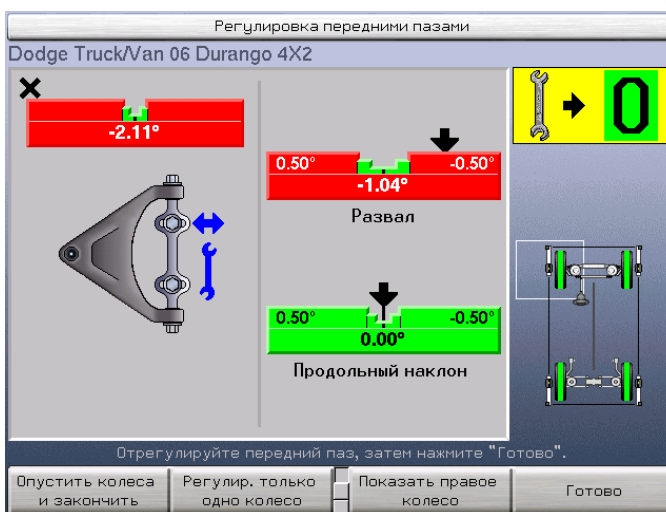 Регулировка передними пазами
Dodge Truck/Van 06 Durango 4X2
-2.11°
0.50° -0.50°
-1.04°
Развал
0.50° -0.50°
0.00°
Продольный наклон
0
Отрегулируйте передний паз, затем нажмите "Готово".
Опустить колеса
и закончить
Регулир. только
одно колесо
Показать правое
колесо
Готово